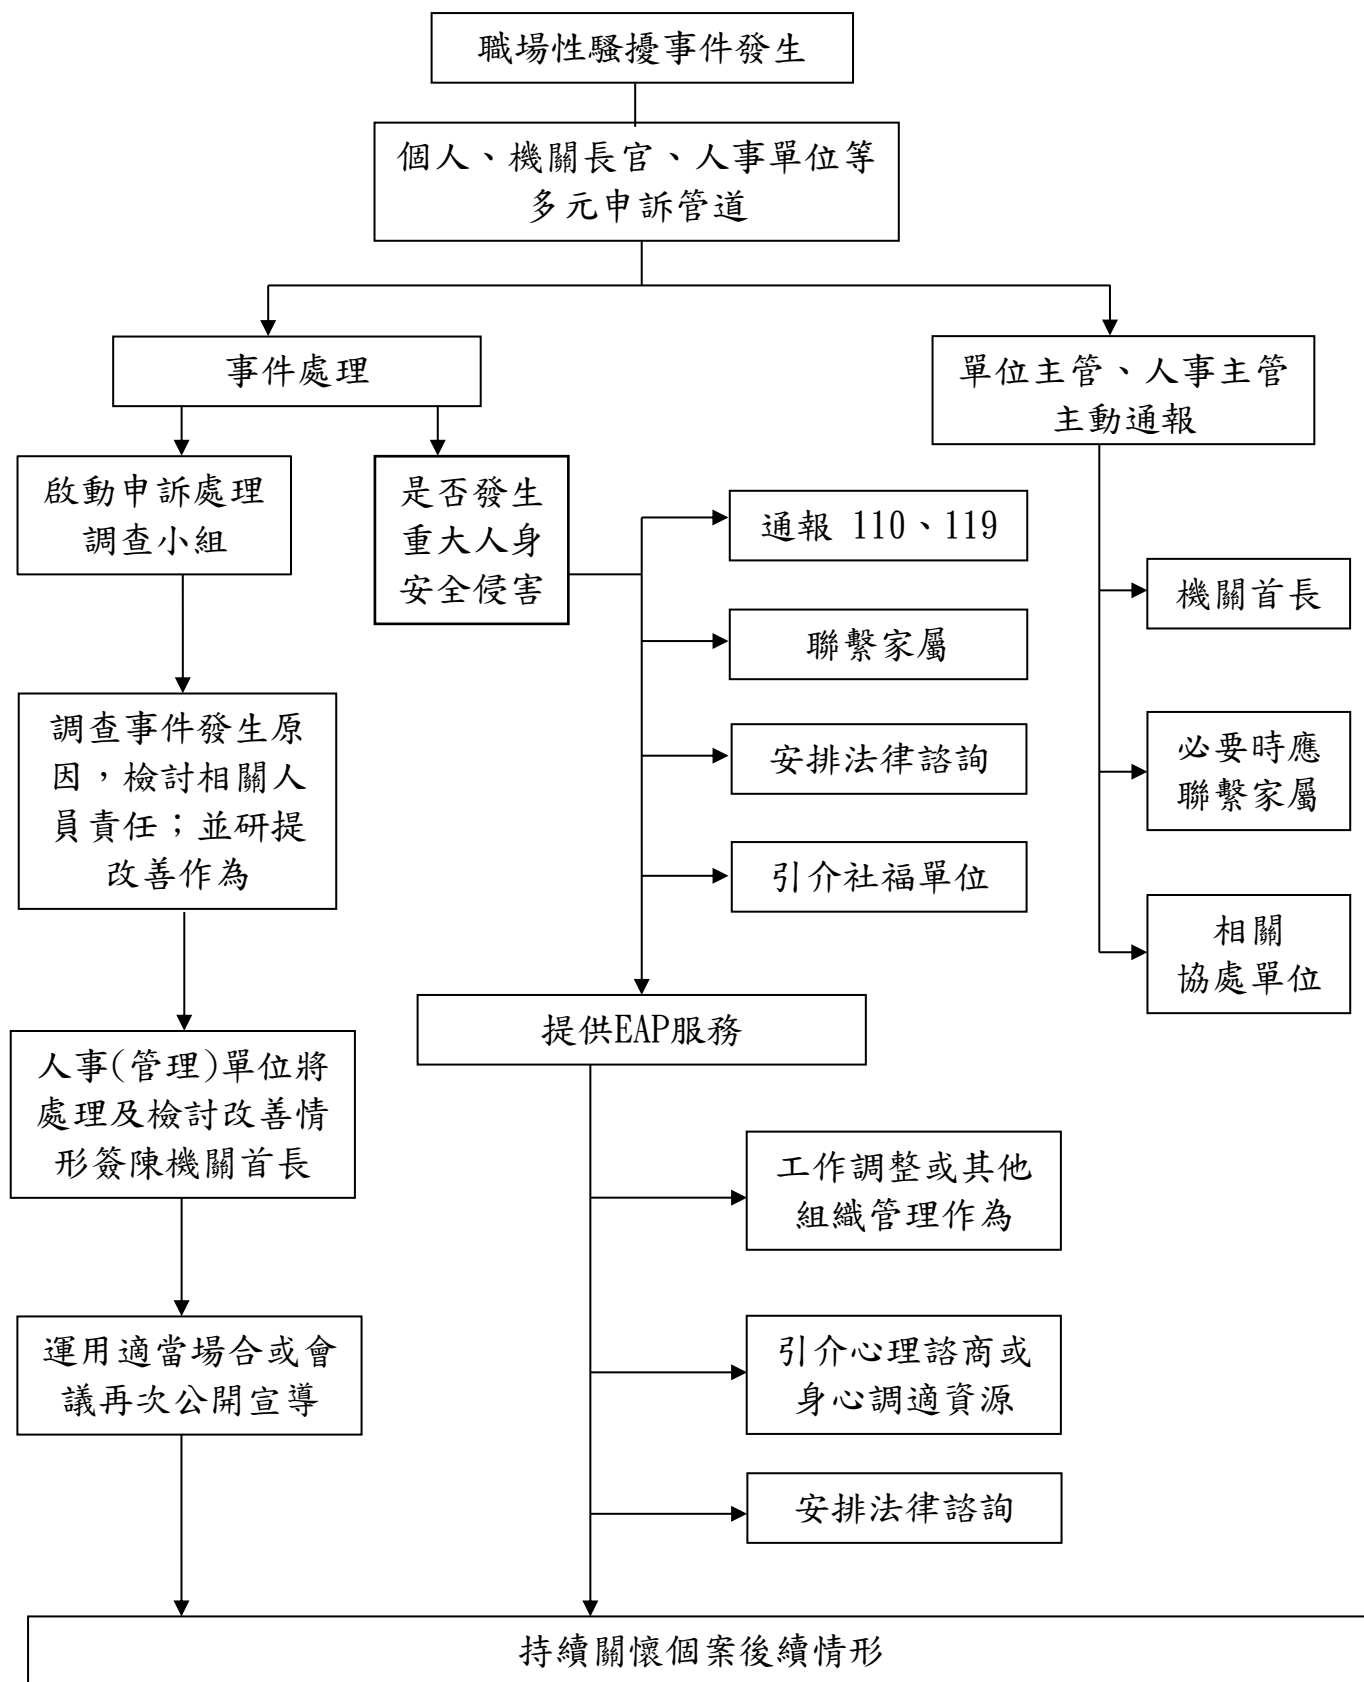 職場性騷擾事件發生
個人、機關長官、人事單位等
多元申訴管道
事件處理
單位主管、人事主管
主動通報
啟動申訴處理
調查小組
是否發生
重大人身
安全侵害
通報 110、119
聯繫家屬
安排法律諮詢
引介社福單位
機關首長
必要時應
聯繫家屬
相關
協處單位
調查事件發生原
因，檢討相關人
員責任；並研提
改善作為
提供EAP服務
人事(管理)單位將
處理及檢討改善情
形簽陳機關首長
工作調整或其他
組織管理作為
運用適當場合或會
議再次公開宣導
引介心理諮商或
身心調適資源
安排法律諮詢
持續關懷個案後續情形